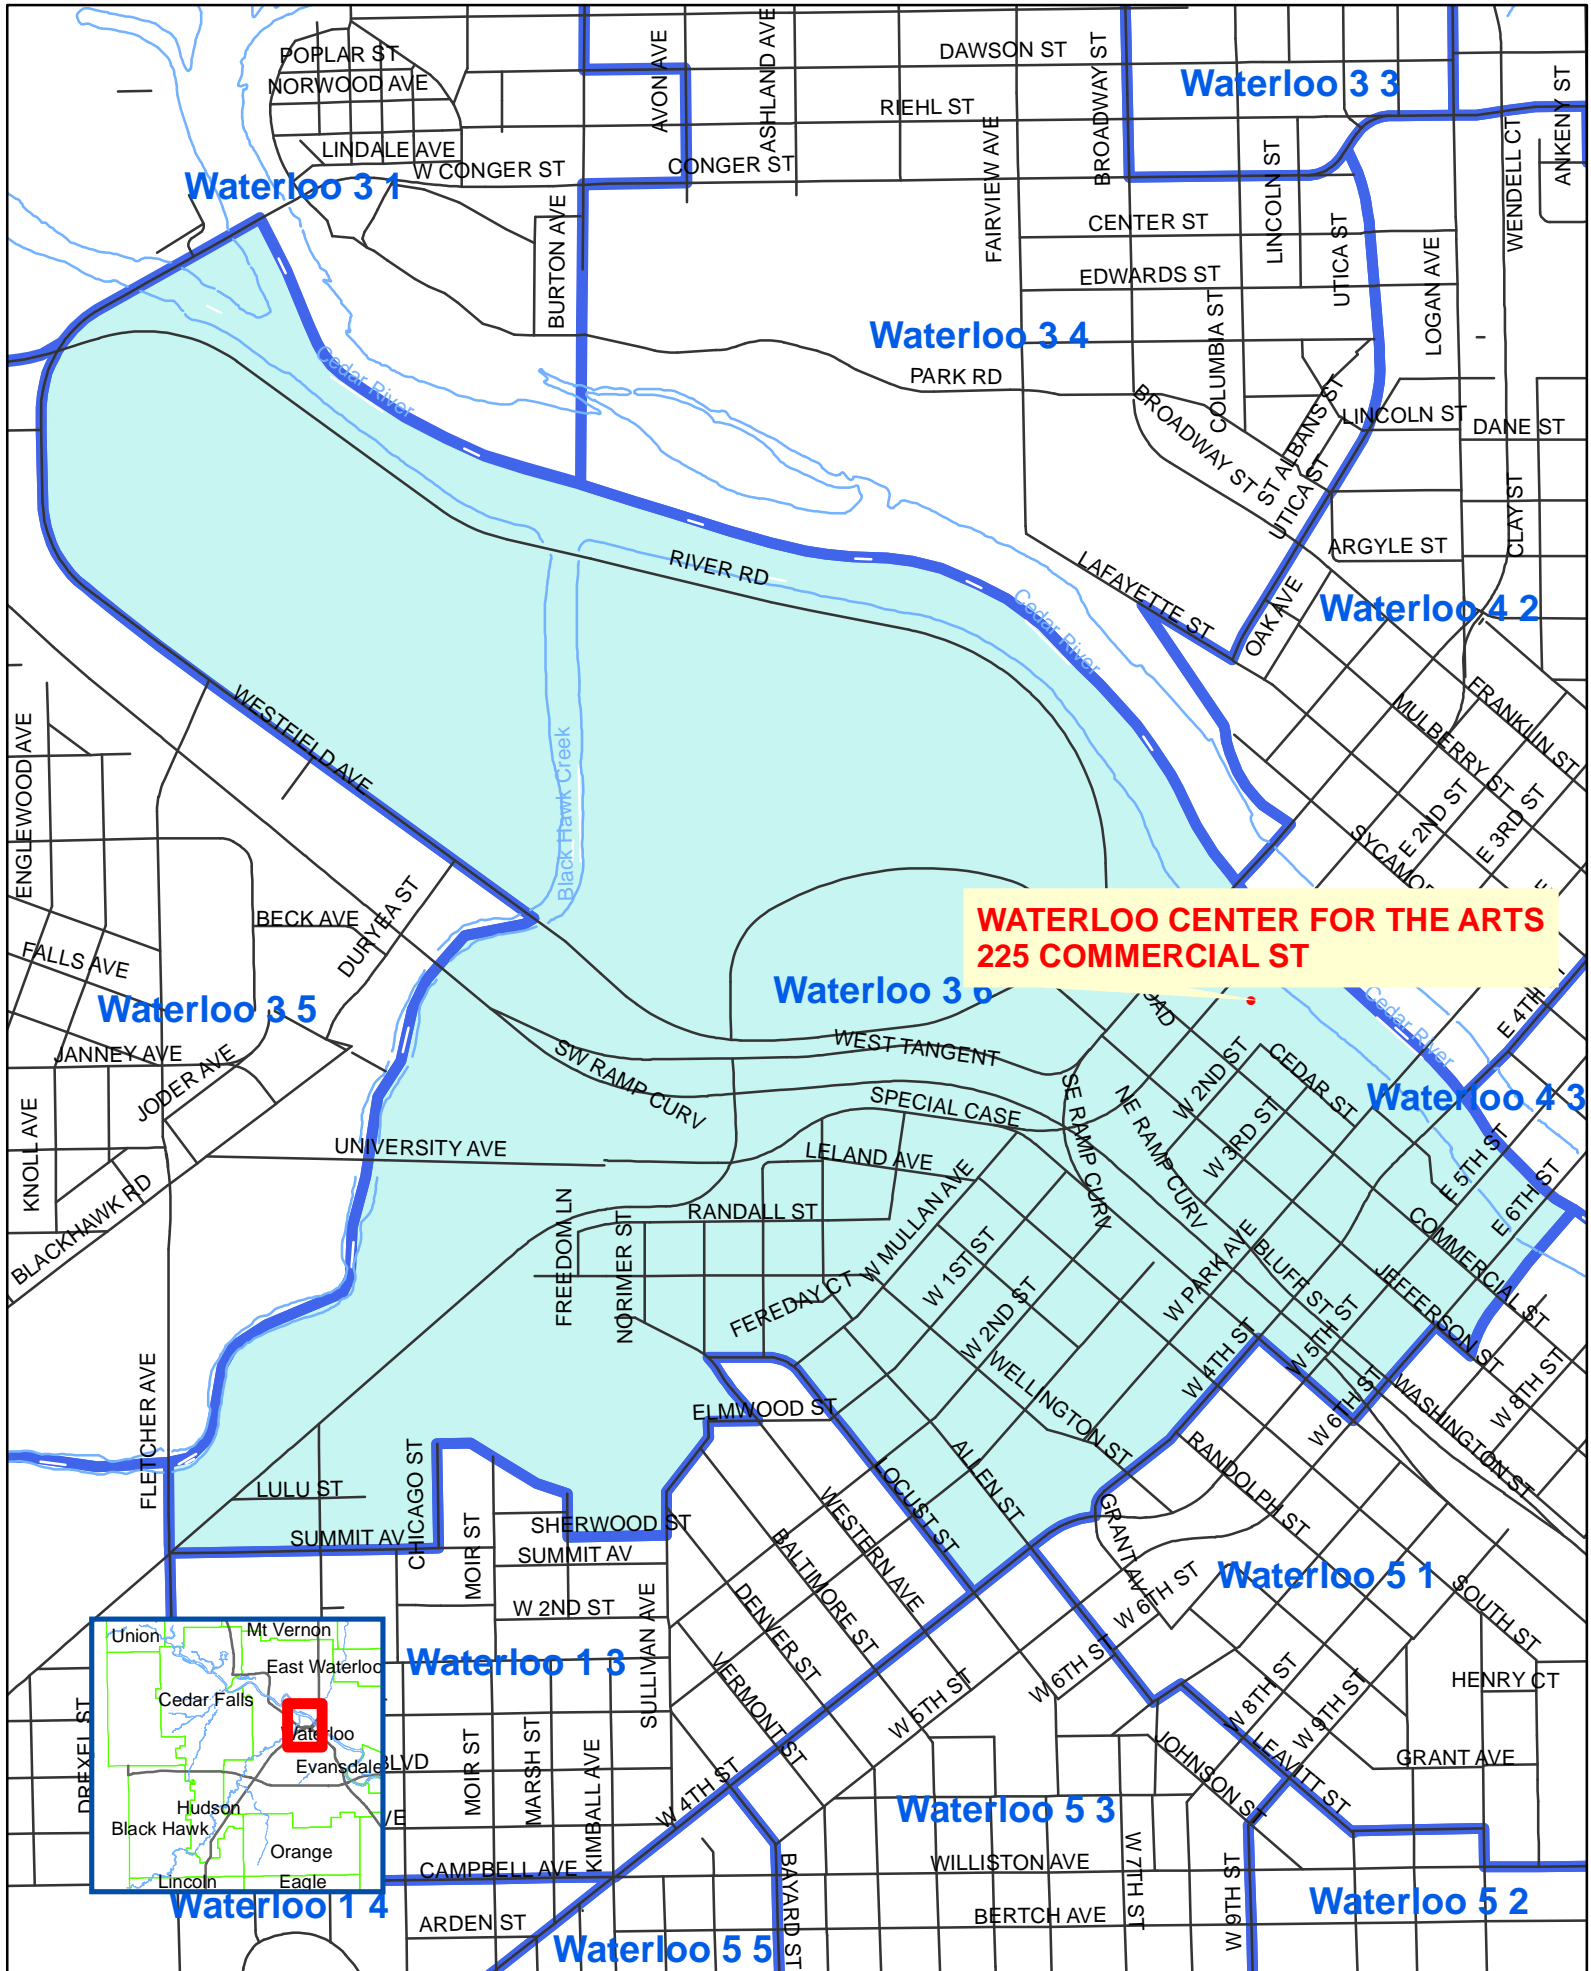 POPLAR ST
NORWOOD AVE
LINDALE AVE
W CONGER ST
Waterloo 3 1
AVON AVE
ASHLAND AVE
DAWSON ST
RIEHL ST
CONGER ST
BROADWAY ST
Waterloo 3 3
FAIRVIEW AVE
LINCOLN ST
WENDELL CT
ANKENY ST
CENTER ST
EDWARDS ST
UTICA ST
LOGAN AVE
BURTON AVE
COLUMBIA ST
Waterloo 3 4
PARK RD
Cedar River
BROADWAY ST
ST ALBANS ST
UTICA ST
LINCOLN ST
DANE ST
CLAY ST
ARGYLE ST
RIVER RD
LAFAYETTE ST
OAK AVE
Waterloo 4 2
Cedar River
FRANKLIN ST
MULBERRY ST
ENGLEWOOD AVE
WESTFIELD AVE
Black Hawk Creek
E 2ND ST
E 3RD ST
BECK AVE
DURYEA ST
FALLS AVE
Waterloo 3 5
WATERLOO CENTER FOR THE ARTS
225 COMMERCIAL ST
Waterloo 3 6
Cedar River
E 4TH
JANNEY AVE
JODER AVE
SW RAMP CURV
WEST TANGENT
SPECIAL CASE
SE RAMP CURV
NE RAMP CURV
W 2ND ST
CEDAR ST
Waterloo 4 3
KNOLL AVE
UNIVERSITY AVE
LELAND AVE
W 3RD ST
E 5TH ST
E 6TH ST
BLACKHAWK RD
FREEDOM LN
NORIMER ST
RANDALL ST
W MULLAN AVE
W 1ST ST
W 2ND ST
FEREDAY CT
W PARK AVE
BLUFF ST
COMMERCIAL ST
JEFFERSON ST
W 4TH ST
W 5TH ST
W 6TH ST
WELLINGTON ST
WASHINGTON ST
W 8TH ST
FLETCHER AVE
ELMWOOD ST
LULU ST
CHICAGO ST
SUMMIT AV
MOIR ST
SHERWOOD ST
SUMMIT AV
W 2ND ST
LOCUST ST
ALLEN ST
WESTERN AVE
BALTIMORE ST
DENVER ST
VERMONT ST
SULLIVAN AVE
GRANT AV
RANDOLPH ST
W 6TH ST
Waterloo 5 1
SOUTH ST
Waterloo 1 3
W 5TH ST
W 6TH S
HENRY CT
W 8TH ST
W 9TH ST
JOHNSON ST
LEAVITT ST
GRANT AVE
DREXEL ST
Union
Mt Vernon
East Waterloo
Cedar Falls
Waterloo
Evansdale
Hudson
Black Hawk
Orange
Lincoln
Eagle
BLVD
VE
MOIR ST
MARSH ST
KIMBALL AVE
W 4TH ST
Waterloo 5 3
CAMPBELL AVE
WILLISTON AVE
W 7TH ST
W 9TH ST
Waterloo 1 4
ARDEN ST
Waterloo 5 5
BAYARD ST
BERTCH AVE
Waterloo 5 2